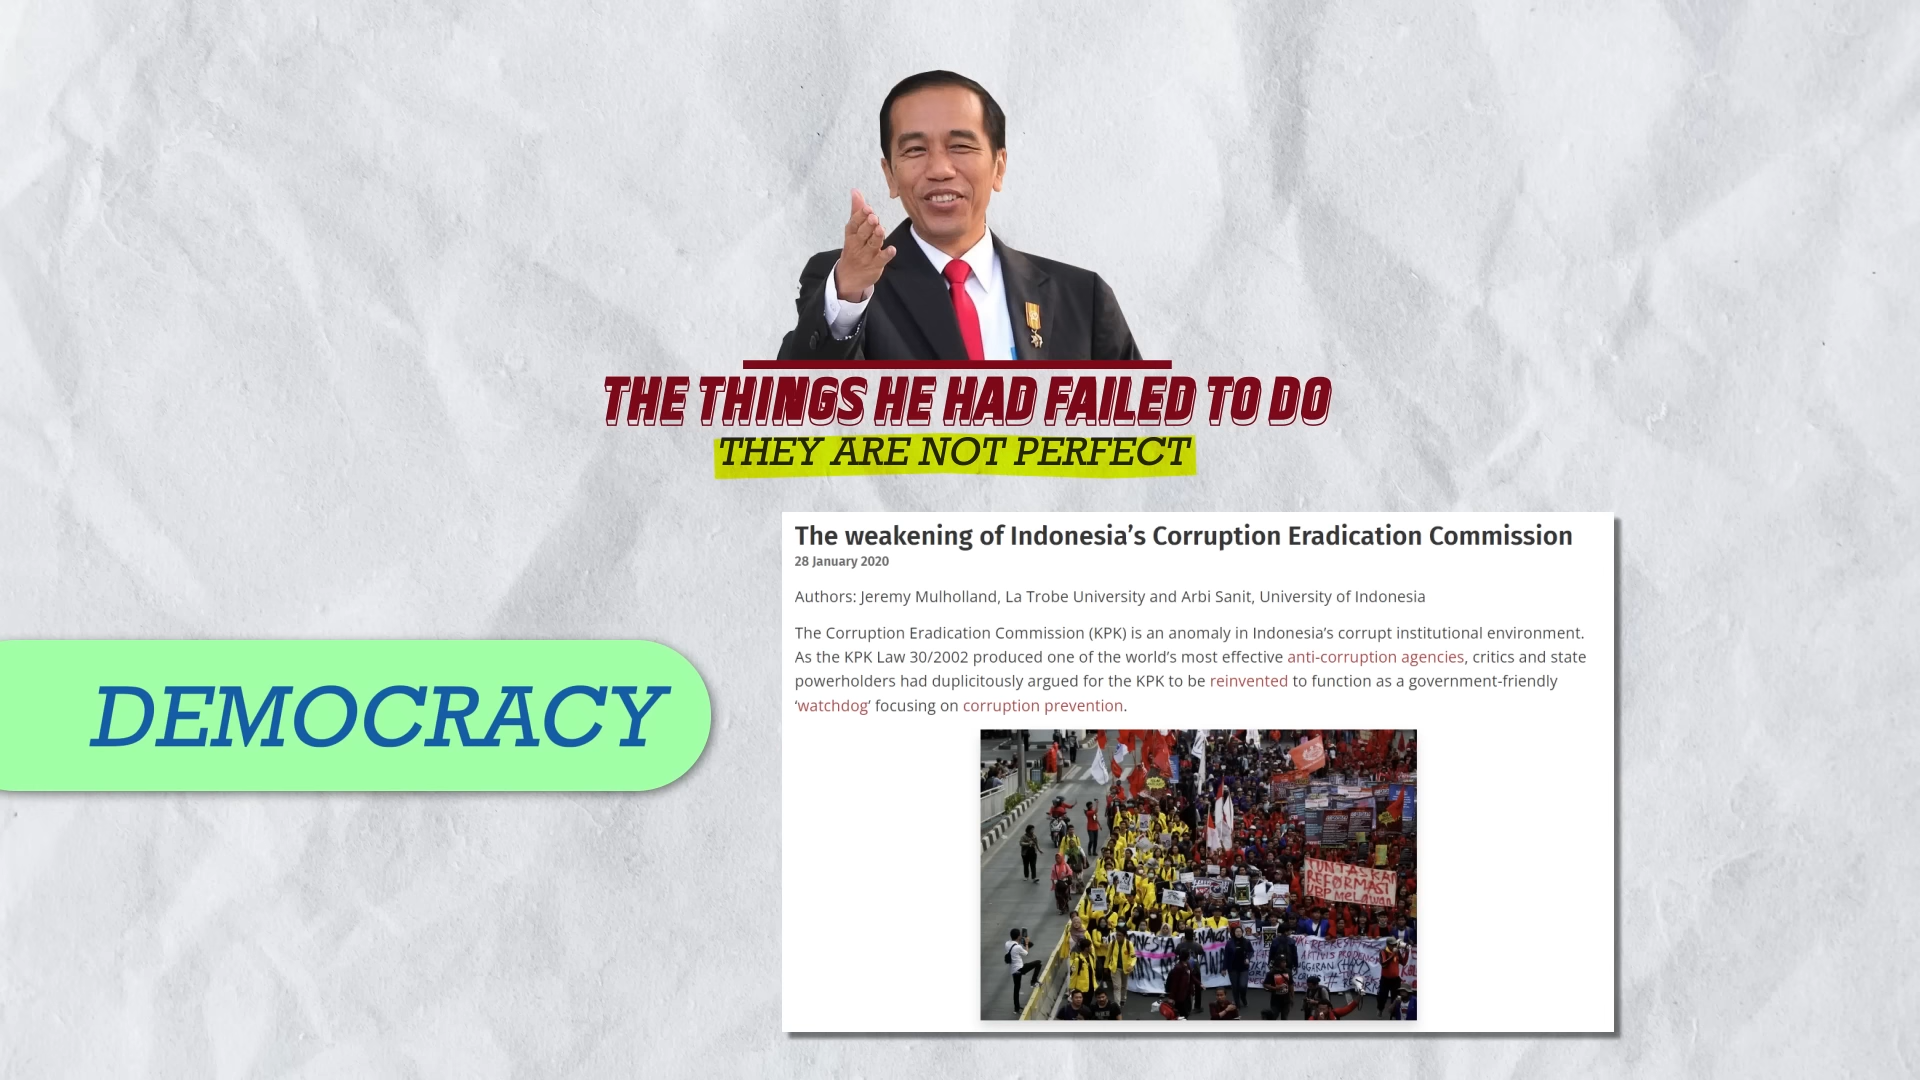 THE THINGS HE HAD FAILED TO DO
THEY ARE NOT PERFECT
DEMOCRACY
The weakening of Indonesia’s Corruption Eradication Commission
28 January 2020
Authors: Jeremy Mulholland, La Trobe University and Arbi Sanit, University of Indonesia
The Corruption Eradication Commission (KPK) is an anomaly in Indonesia’s corrupt institutional environment.
As the KPK Law 30/2002 produced one of the world’s most effective anti-corruption agencies, critics and state
powerholders had duplicitously argued for the KPK to be reinvented to function as a government-friendly
‘watchdog’ focusing on corruption prevention.
TUNTASKAN
REFORMASI